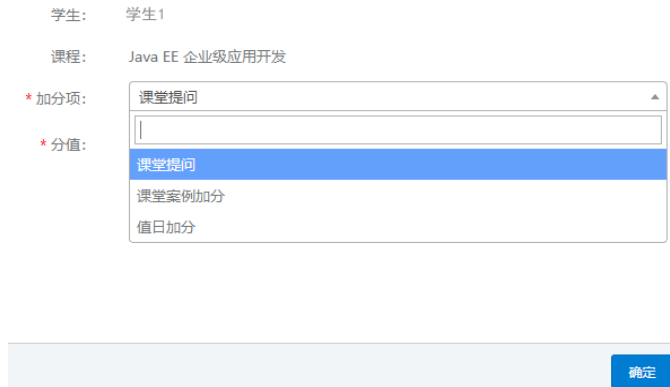 学生： 学生1
课程： Java EE 企业级应用开发
* 加分项： 课堂提问
* 分值：
课堂提问
课堂案例加分
值日加分
确定